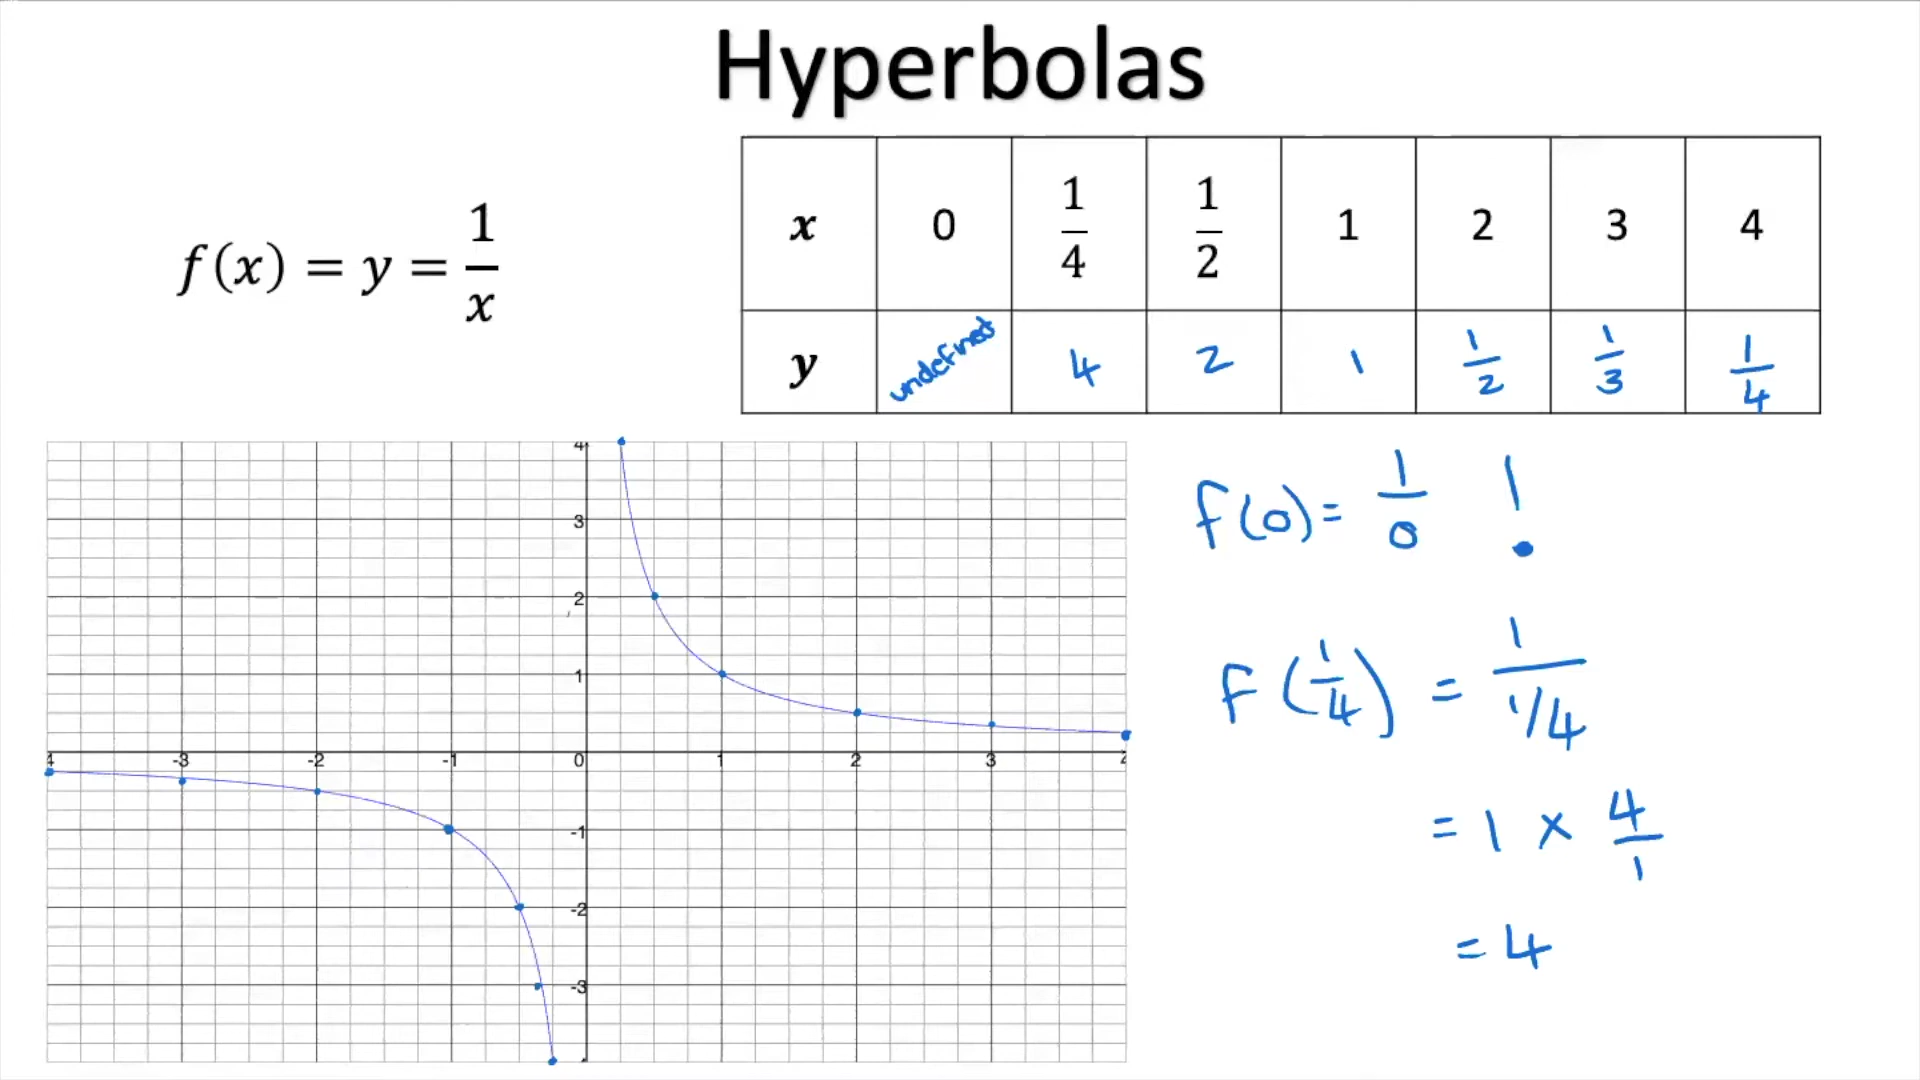 Hyperbolas
f(x) = y = 1/x
x 0 1/4 1/2 1 2 3 4
y undefined 4 2 1 1/2 1/3 1/4
f(0) = 1/0 !
f(1/4) = 1/(1/4)
= 1 × 4/1
= 4
4
3
2
1
-3 -2 -1 0 1 2 3
-1
-2
-3